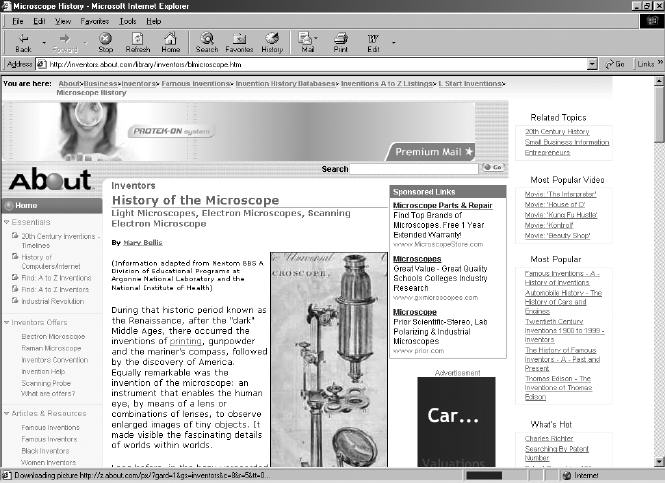 Microscope History - Microsoft Internet Explorer
File Edit View Favorites Tools Help
Back Forward Stop Refresh Home Search Favorites History Mail Print Edit
Address http://inventors.about.com/library/inventors/blmicroscope.htm Go Links »
You are here: About>Business>Inventors> Famous Inventions> Invention History Databases> Inventions A to Z Listings> L Start Inventions>
Microscope History
PROTEK-ON system
Premium Mail
Search Go
About
Home
Essentials
20th Century Inventions -
Timelines
History of
Computers/Internet
Find: A to Z Inventions
Find: A to Z Inventors
Industrial Revolution
Inventors Offers
Electron Microscope
Raman Microscope
Inventors Convention
Invention Help
Scanning Probe
What are offers?
Articles & Resources
Famous Inventions
Famous Inventors
Black Inventors
Women Inventors
Inventors
History of the Microscope
Light Microscopes, Electron Microscopes, Scanning
Electron Microscope
By Mary Bellis
(Information adapted from Newtom BBS A
Division of Educational Programs at
Argonne National Laboratory and the
National Institute of Health)
During that historic period known as
the Renaissance, after the "dark"
Middle Ages, there occurred the
inventions of printing, gunpowder
and the mariner's compass, followed
by the discovery of America.
Equally remarkable was the
invention of the microscope: an
instrument that enables the human
eye, by means of a lens or
combinations of lenses, to observe
enlarged images of tiny objects. It
made visible the fascinating details
of worlds within worlds.
Universal
CROSCOPE.
Sponsored Links
Microscope Parts & Repair
Find Top Brands of
Microscopes. Free 1 Year
Extended Warranty!
www.MicroscopeStore.com
Microscopes
Great Value - Great Quality
Schools Colleges Industry
Research
www.gxmicroscopes.com
Microscope
Prior Scientific-Stereo, Lab
Polarizing & Industrial
Microscopes
www.prior.com
Advertisement
Car...
Valuations
Related Topics
20th Century History
Small Business Information
Entrepreneurs
Most Popular Video
Movie: 'The Interpreter'
Movie: 'House of D'
Movie: 'Kung Fu Hustle'
Movie: 'Kontroll'
Movie: 'Beauty Shop'
Most Popular
Famous Inventions - A -
History of Inventions
Automobile History - The
History of Cars and
Engines
Twentieth Century
Inventions 1900 to 1999 -
Inventors
The History of Famous
Inventors - A - Past and
Present
Thomas Edison - The
Inventions of Thomas
Edison
What's Hot
Charles Richter
Searching By Patent
Number
Downloading picture http://z.about.com/px/?gard=1&gs=inventors&c=8&r=5&tt=0...
Internet